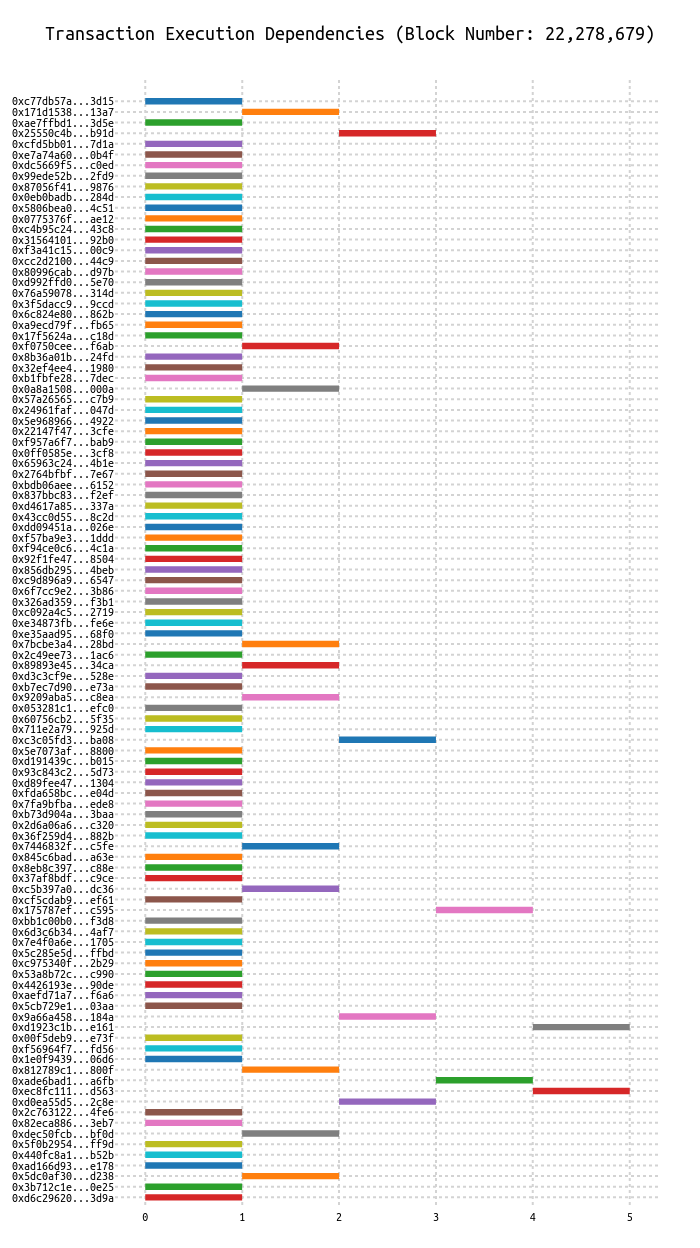 Transaction Execution Dependencies (Block Number: 22,278,679)
0xc77db57a...3d15
0x171d1538...13a7
0xae7ffbd1...3d5e
0x25550c4b...b91d
0xcfd5bb01...7d1a
0xe7a74a60...0b4f
0xdc5669f5...c0ed
0x99ede52b...2fd9
0x87056f41...9876
0x0eb0badb...284d
0x5806bea0...4c51
0x0775376f...ae12
0xc4b95c24...43c8
0x31564101...92b0
0xf3a41c15...00c9
0xcc2d2100...44c9
0x80996cab...d97b
0xd992ffd0...5e70
0x76a59078...314d
0x3f5dacc9...9ccd
0x6c824e80...862b
0xa9ecd79f...fb65
0x17f5624a...c18d
0xf0750cee...f6ab
0x8b36a01b...24fd
0x32ef4ee4...1980
0xb1fbfe28...7dec
0x0a8a1508...000a
0x57a26565...c7b9
0x24961faf...047d
0x5e968966...4922
0x22147f47...3cfe
0xf957a6f7...bab9
0x0ff0585e...3cf8
0x65963c24...4b1e
0x2764bfbf...7e67
0xbdb06aee...6152
0x837bbc83...f2ef
0xd4617a85...337a
0x43cc0d55...8c2d
0xdd09451a...026e
0xf57ba9e3...1ddd
0xf94ce0c6...4c1a
0x92f1fe47...8504
0x856db295...4beb
0xc9d896a9...6547
0x6f7cc9e2...3b86
0x326ad359...f3b1
0xc092a4c5...2719
0xe34873fb...fe6e
0xe35aad95...68f0
0x7bcbe3a4...28bd
0x2c49ee73...1ac6
0x89893e45...34ca
0xd3c3cf9e...528e
0xb7ec7d90...e73a
0x9209aba5...c8ea
0x053281c1...efc0
0x60756cb2...5f35
0x711e2a79...925d
0xc3c05fd3...ba08
0x5e7073af...8800
0xd191439c...b015
0x93c843c2...5d73
0xd89fee47...1304
0xfda658bc...e04d
0x7fa9bfba...ede8
0xb73d904a...3baa
0x2d6a06a6...c320
0x36f259d4...882b
0x7446832f...c5fe
0x845c6bad...a63e
0x8eb8c397...c88e
0x37af8bdf...c9ce
0xc5b397a0...dc36
0xcf5cdab9...ef61
0x175787ef...c595
0xbb1c00b0...f3d8
0x6d3c6b34...4af7
0x7e4f0a6e...1705
0x5c285e5d...ffbd
0xc975340f...2b29
0x53a8b72c...c990
0x4426193e...90de
0xaefd71a7...f6a6
0x5cb729e1...03aa
0x9a66a458...184a
0xd1923c1b...e161
0x00f5deb9...e73f
0xf56964f7...fd56
0x1e0f9439...06d6
0x812789c1...800f
0xade6bad1...a6fb
0xec8fc111...d563
0xd0ea55d5...2c8e
0x2c763122...4fe6
0x82eca886...3eb7
0xdec50fcb...bf0d
0x5f0b2954...ff9d
0x440fc8a1...b52b
0xad166d93...e178
0x5dc0af30...d238
0x3b712c1e...0e25
0xd6c29620...3d9a
0 1 2 3 4 5